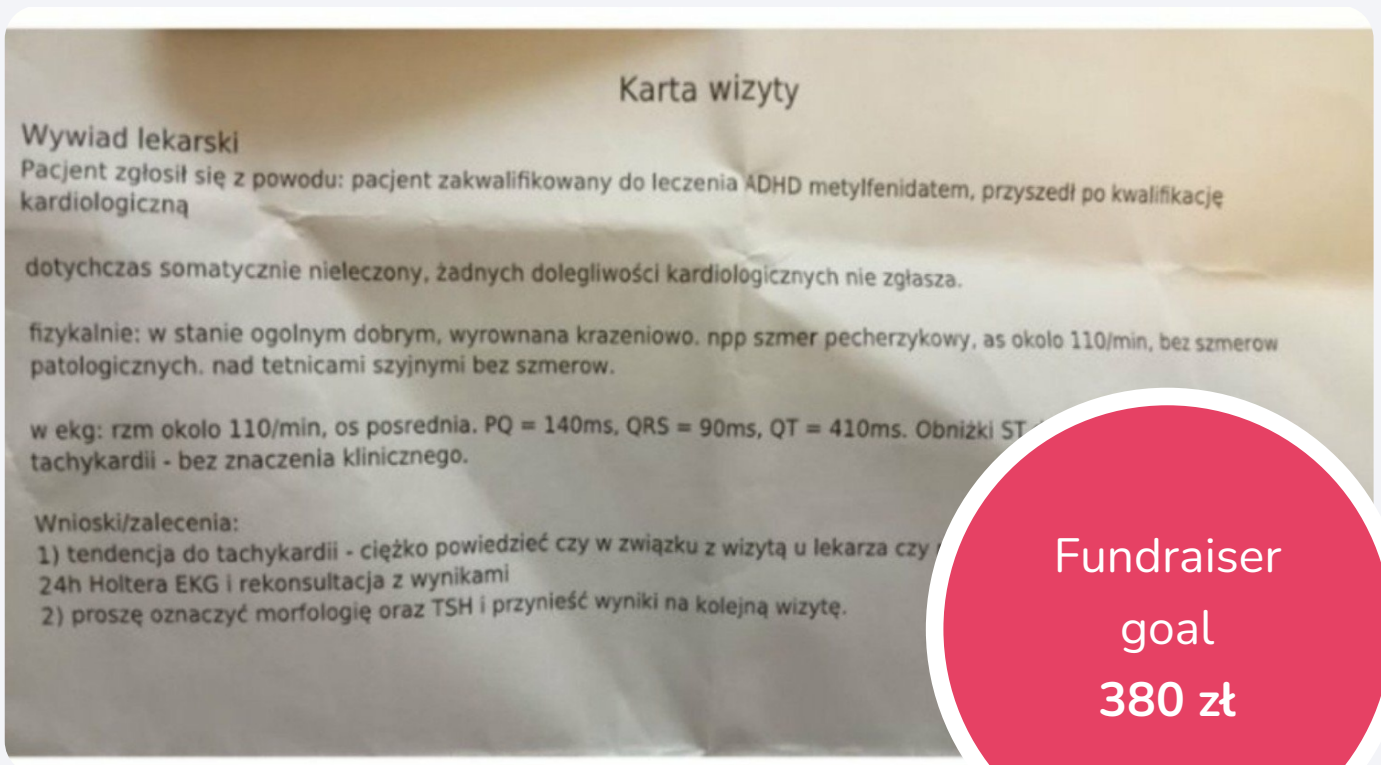 Karta wizyty
Wywiad lekarski
Pacjent zgłosił się z powodu: pacjent zakwalifikowany do leczenia ADHD metylfenidatem, przyszedł po kwalifikację
kardiologiczną
dotychczas somatycznie nieleczony, żadnych dolegliwości kardiologicznych nie zgłasza.
fizykalnie: w stanie ogolnym dobrym, wyrownana krazeniowo. npp szmer pecherzykowy, as okolo 110/min, bez szmerow
patologicznych. nad tetnicami szyjnymi bez szmerow.
w ekg: rzm okolo 110/min, os posrednia. PQ = 140ms, QRS = 90ms, QT = 410ms. Obniżki ST
tachykardii - bez znaczenia klinicznego.
Wnioski/zalecenia:
1) tendencja do tachykardii - ciężko powiedzieć czy w związku z wizytą u lekarza czy
24h Holtera EKG i rekonsultacja z wynikami
2) proszę oznaczyć morfologię oraz TSH i przynieść wyniki na kolejną wizytę.
Fundraiser
goal
380 zł